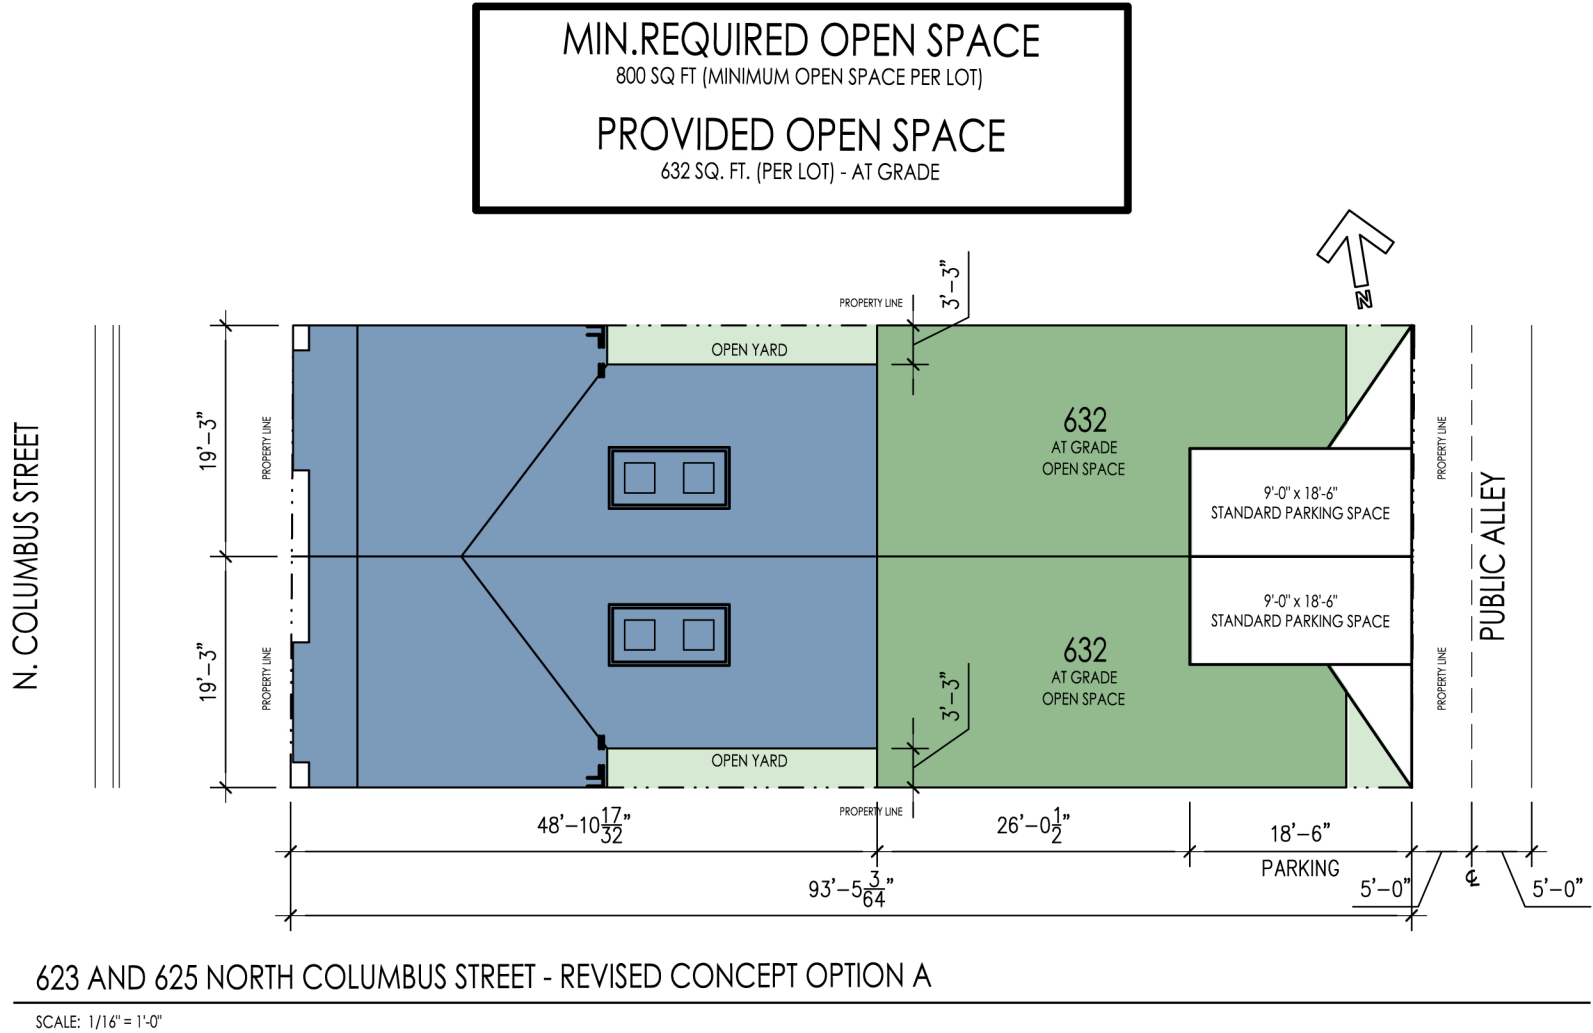 MIN.REQUIRED OPEN SPACE
800 SQ FT (MINIMUM OPEN SPACE PER LOT)
PROVIDED OPEN SPACE
632 SQ. FT. (PER LOT) - AT GRADE
N
3'-3"
PROPERTY LINE
OPEN YARD
19'-3"
PROPERTY LINE
632
AT GRADE
OPEN SPACE
PROPERTY LINE
9'-0" x 18'-6"
STANDARD PARKING SPACE
N. COLUMBUS STREET
PUBLIC ALLEY
9'-0" x 18'-6"
STANDARD PARKING SPACE
19'-3"
PROPERTY LINE
632
AT GRADE
OPEN SPACE
3'-3"
PROPERTY LINE
OPEN YARD
PROPERTY LINE
48'-10 17/32"
26'-0 1/2"
18'-6"
PARKING
93'-5 3/64"
5'-0"
℄
5'-0"
623 AND 625 NORTH COLUMBUS STREET - REVISED CONCEPT OPTION A
SCALE: 1/16" = 1'-0"